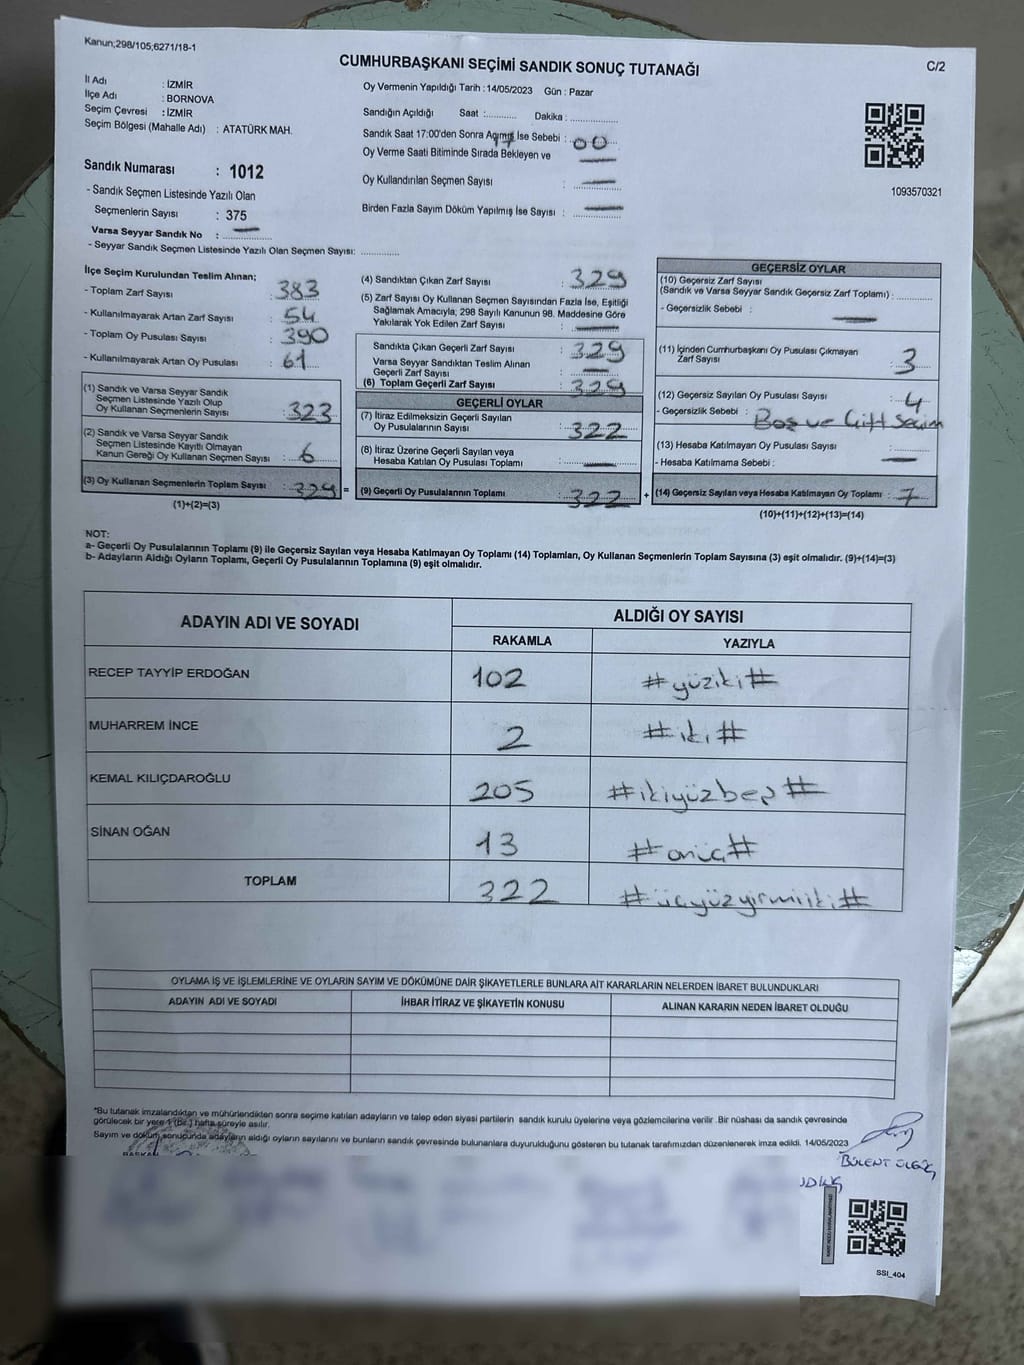 Kanun;298/105;6271/18-1
CUMHURBAŞKANI SEÇİMİ SANDIK SONUÇ TUTANAĞI
C/2
İl Adı : İZMİR
İlçe Adı : BORNOVA
Seçim Çevresi : İZMİR
Seçim Bölgesi (Mahalle Adı) : ATATÜRK MAH.
Sandık Numarası : 1012
- Sandık Seçmen Listesinde Yazılı Olan
Seçmenlerin Sayısı : 375
Varsa Seyyar Sandık No :
- Seyyar Sandık Seçmen Listesinde Yazılı Olan Seçmen Sayısı:
Oy Vermenin Yapıldığı Tarih : 14/05/2023 Gün : Pazar
Sandığın Açıldığı Saat :.......... Dakika :..............
Sandık Saat 17:00'den Sonra Açmış İse Sebebi :
17 00
Oy Verme Saati Bitiminde Sırada Bekleyen ve
Oy Kullandırılan Seçmen Sayısı :
Birden Fazla Sayım Döküm Yapılmış İse Sayısı :
1093570321
İlçe Seçim Kurulundan Teslim Alınan;
- Toplam Zarf Sayısı : 383
- Kullanılmayarak Artan Zarf Sayısı : 54
- Toplam Oy Pusulası Sayısı : 390
- Kullanılmayarak Artan Oy Pusulası : 61
(1) Sandık ve Varsa Seyyar Sandık
Seçmen Listesinde Yazılı Olup
Oy Kullanan Seçmenlerin Sayısı : 323
(2) Sandık ve Varsa Seyyar Sandık
Seçmen Listesinde Kayıtlı Olmayan
Kanun Gereği Oy Kullanan Seçmen Sayısı : 6
(3) Oy Kullanan Seçmenlerin Toplam Sayısı : 329 =
(1)+(2)=(3)
(4) Sandıktan Çıkan Zarf Sayısı : 329
(5) Zarf Sayısı Oy Kullanan Seçmen Sayısından Fazla İse, Eşitliği
Sağlamak Amacıyla; 298 Sayılı Kanunun 98. Maddesine Göre
Yakılarak Yok Edilen Zarf Sayısı :
Sandıkta Çıkan Geçerli Zarf Sayısı : 329
Varsa Seyyar Sandıktan Teslim Alınan
Geçerli Zarf Sayısı :
(6) Toplam Geçerli Zarf Sayısı : 329
GEÇERLİ OYLAR
(7) İtiraz Edilmeksizin Geçerli Sayılan
Oy Pusulalarının Sayısı : 322
(8) İtiraz Üzerine Geçerli Sayılan veya
Hesaba Katılan Oy Pusulası Toplamı :
(9) Geçerli Oy Pusulalarının Toplamı : 322 +
GEÇERSİZ OYLAR
(10) Geçersiz Zarf Sayısı
(Sandık ve Varsa Seyyar Sandık Geçersiz Zarf Toplamı) :
- Geçersizlik Sebebi :
(11) İçinden Cumhurbaşkanı Oy Pusulası Çıkmayan
Zarf Sayısı : 3
(12) Geçersiz Sayılan Oy Pusulası Sayısı : 4
- Geçersizlik Sebebi : Boş ve Çift Seçim
(13) Hesaba Katılmayan Oy Pusulası Sayısı :
- Hesaba Katılmama Sebebi :
(14) Geçersiz Sayılan veya Hesaba Katılmayan Oy Toplamı : 7
(10)+(11)+(12)+(13)=(14)
NOT:
a- Geçerli Oy Pusulalarının Toplamı (9) ile Geçersiz Sayılan veya Hesaba Katılmayan Oy Toplamı (14) Toplamları, Oy Kullanan Seçmenlerin Toplam Sayısına (3) eşit olmalıdır. (9)+(14)=(3)
b- Adayların Aldığı Oyların Toplamı, Geçerli Oy Pusulalarının Toplamına (9) eşit olmalıdır.
ADAYIN ADI VE SOYADI
ALDIĞI OY SAYISI
RAKAMLA YAZIYLA
RECEP TAYYİP ERDOĞAN 102 #yüziki#
MUHARREM İNCE 2 #iki#
KEMAL KILIÇDAROĞLU 205 #ikiyüzbeş#
SİNAN OĞAN 13 #onüç#
TOPLAM 322 #üçyüzyirmiiki#
OYLAMA İŞ VE İŞLEMLERİNE VE OYLARIN SAYIM VE DÖKÜMÜNE DAİR ŞİKAYETLERLE BUNLARA AİT KARARLARIN NELERDEN İBARET BULUNDUKLARI
ADAYIN ADI VE SOYADI İHBAR İTİRAZ VE ŞİKAYETİN KONUSU ALINAN KARARIN NEDEN İBARET OLDUĞU
*Bu tutanak imzalandıktan ve mühürlendikten sonra seçime katılan adayların ve talep eden siyasi partilerin sandık kurulu üyelerine veya gözlemcilerine verilir. Bir nüshası da sandık çevresinde
görülecek bir yere 1 (bir) hafta süreyle asılır.
Sayım ve döküm sonucunda adayların aldığı oyların sayılarını ve bunların sandık çevresinde bulunanlara duyurulduğunu gösteren bu tutanak tarafımızdan düzenlenerek imza edildi. 14/05/2023
BAŞKAN
BÜLENT
SSI_404